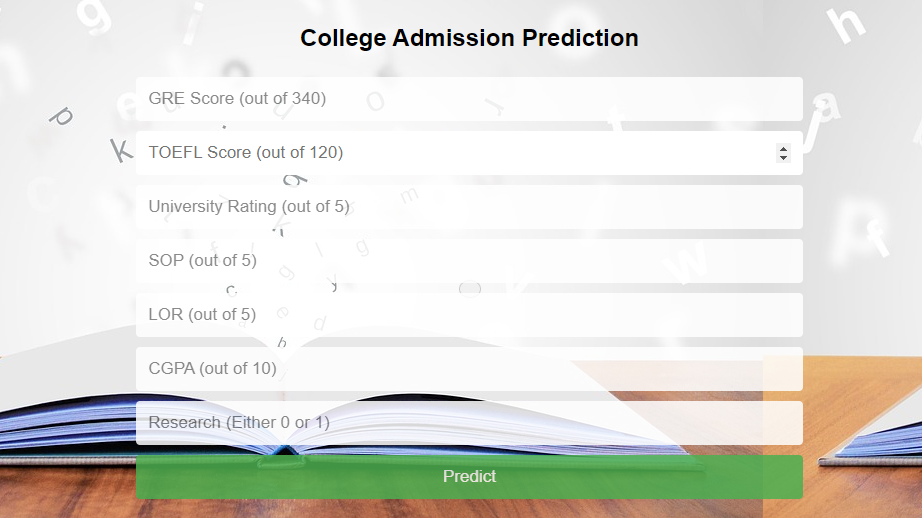 College Admission Prediction
GRE Score (out of 340)
TOEFL Score (out of 120)
University Rating (out of 5)
SOP (out of 5)
LOR (out of 5)
CGPA (out of 10)
Research (Either 0 or 1)
Predict